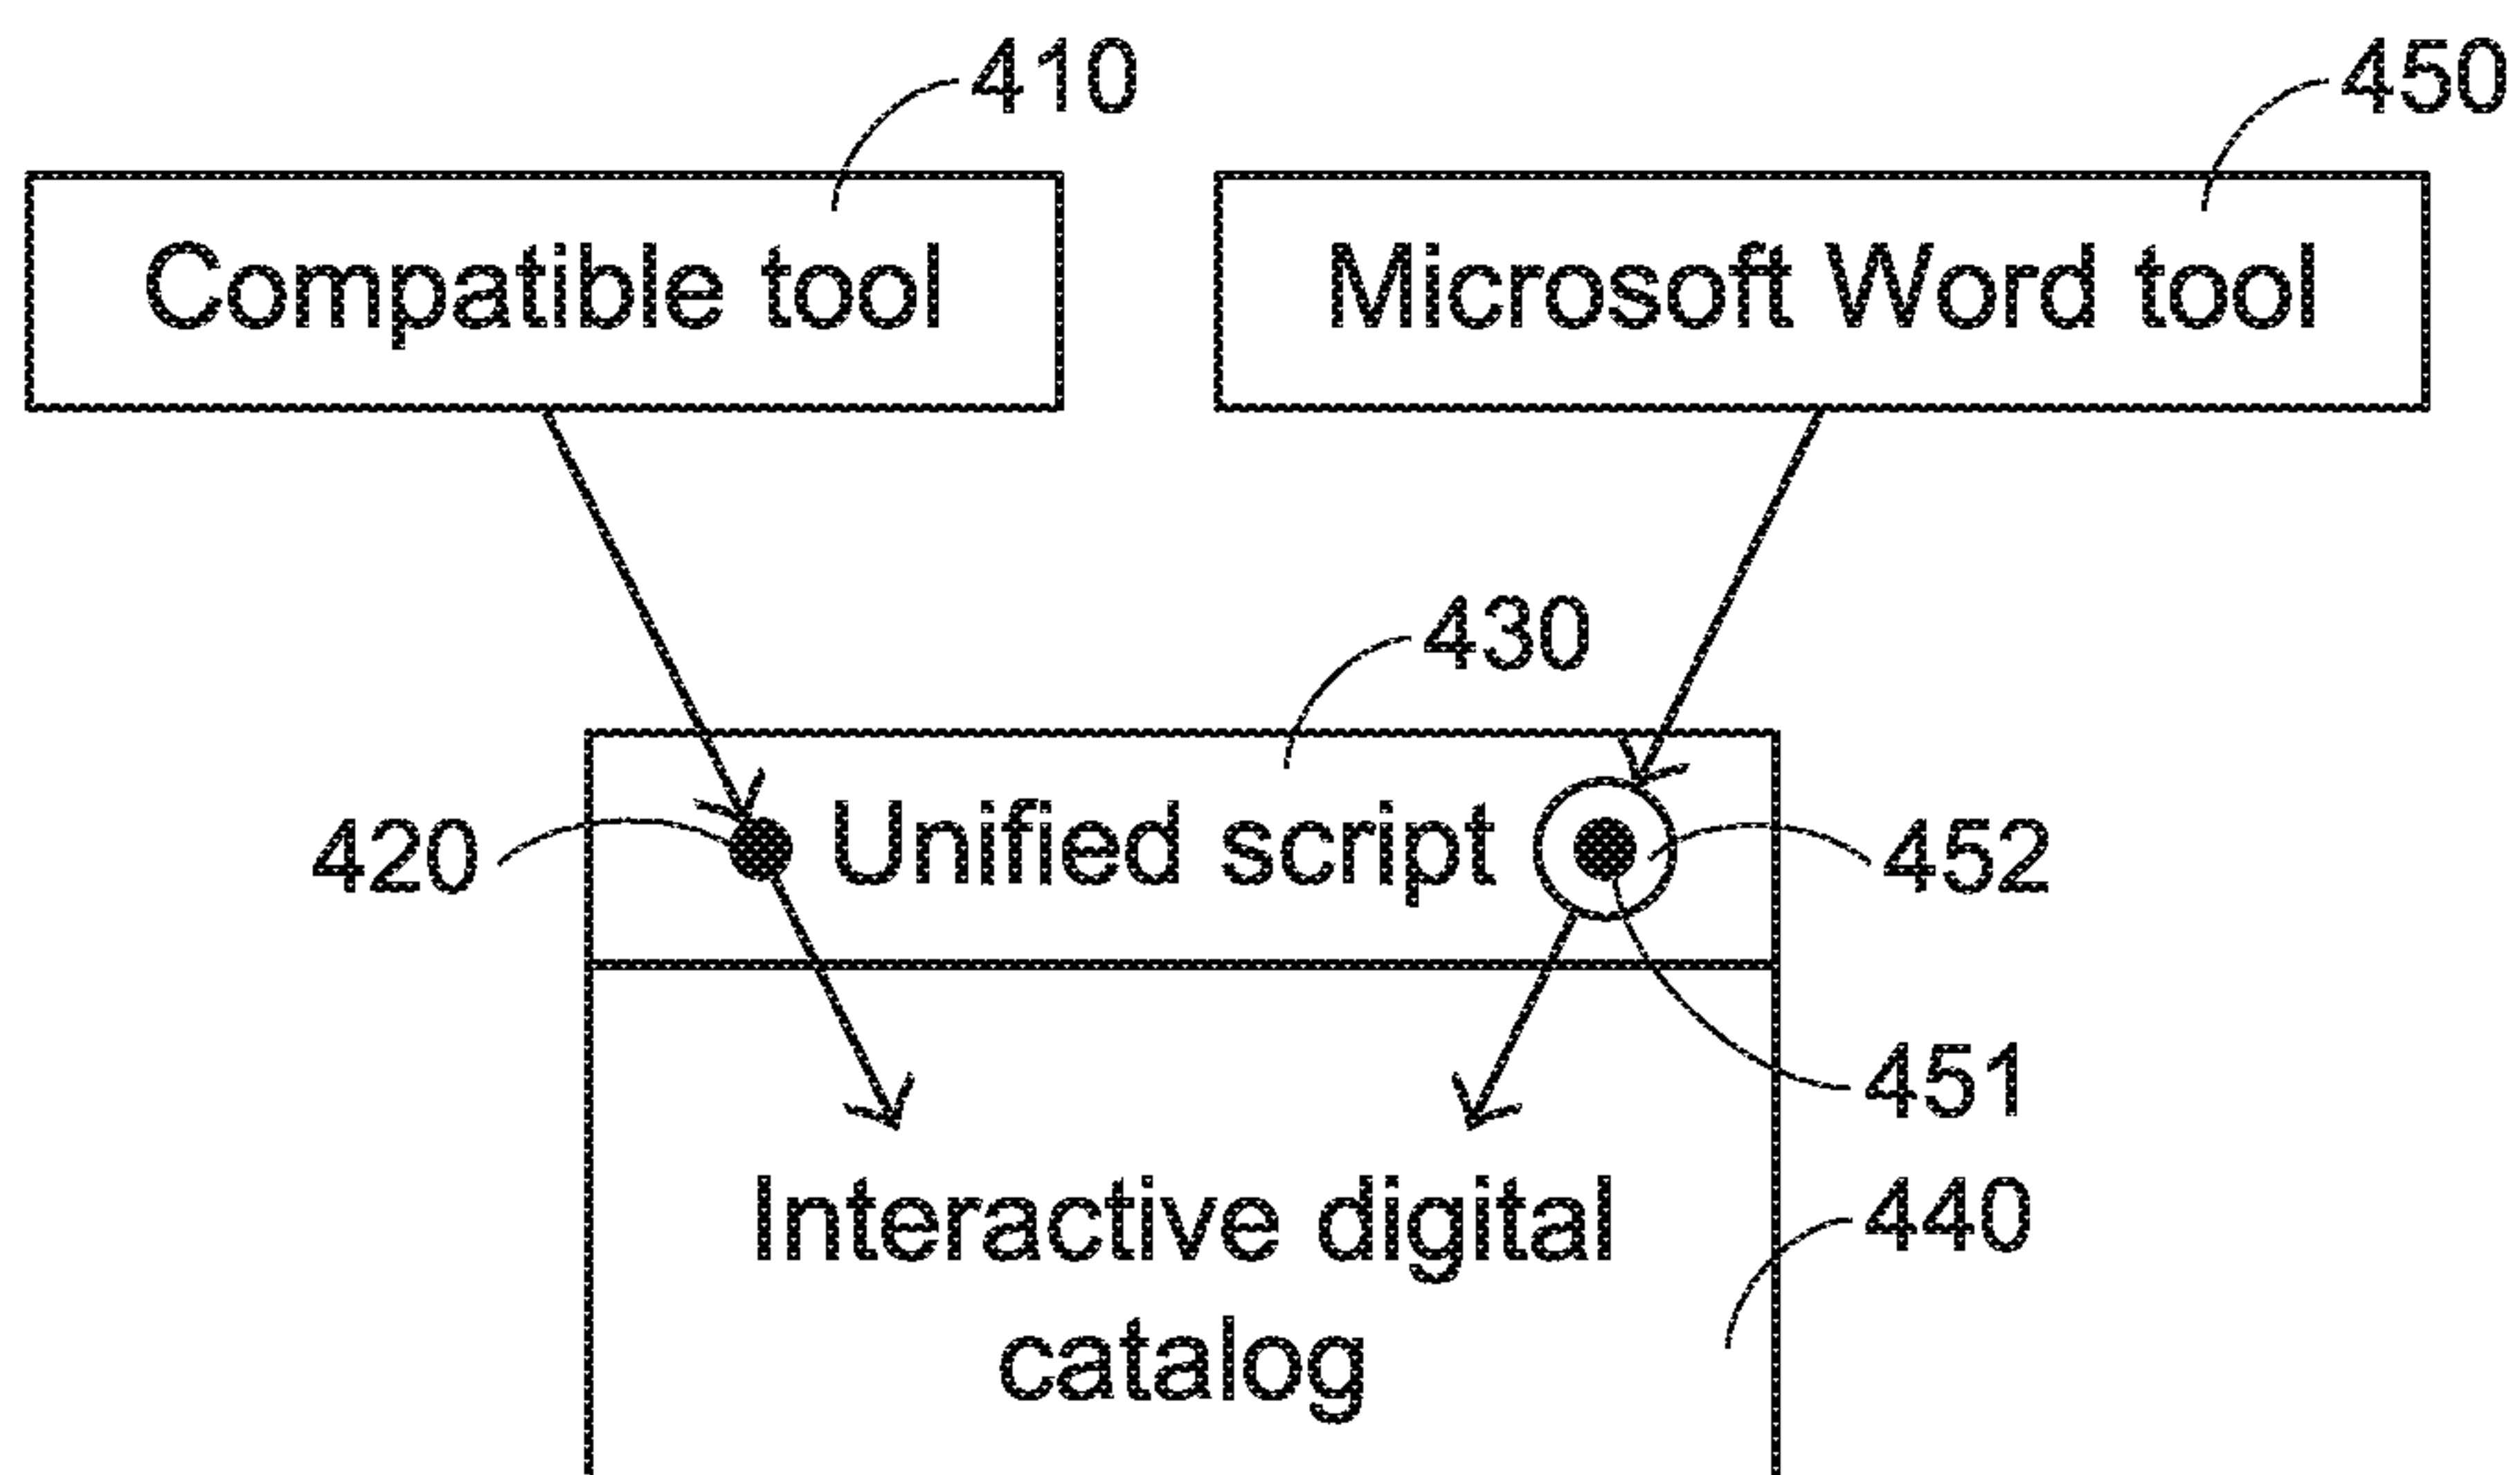 410
450
Compatible tool
Microsoft Word tool
430
420
Unified script
452
451
Interactive digital
440
catalog